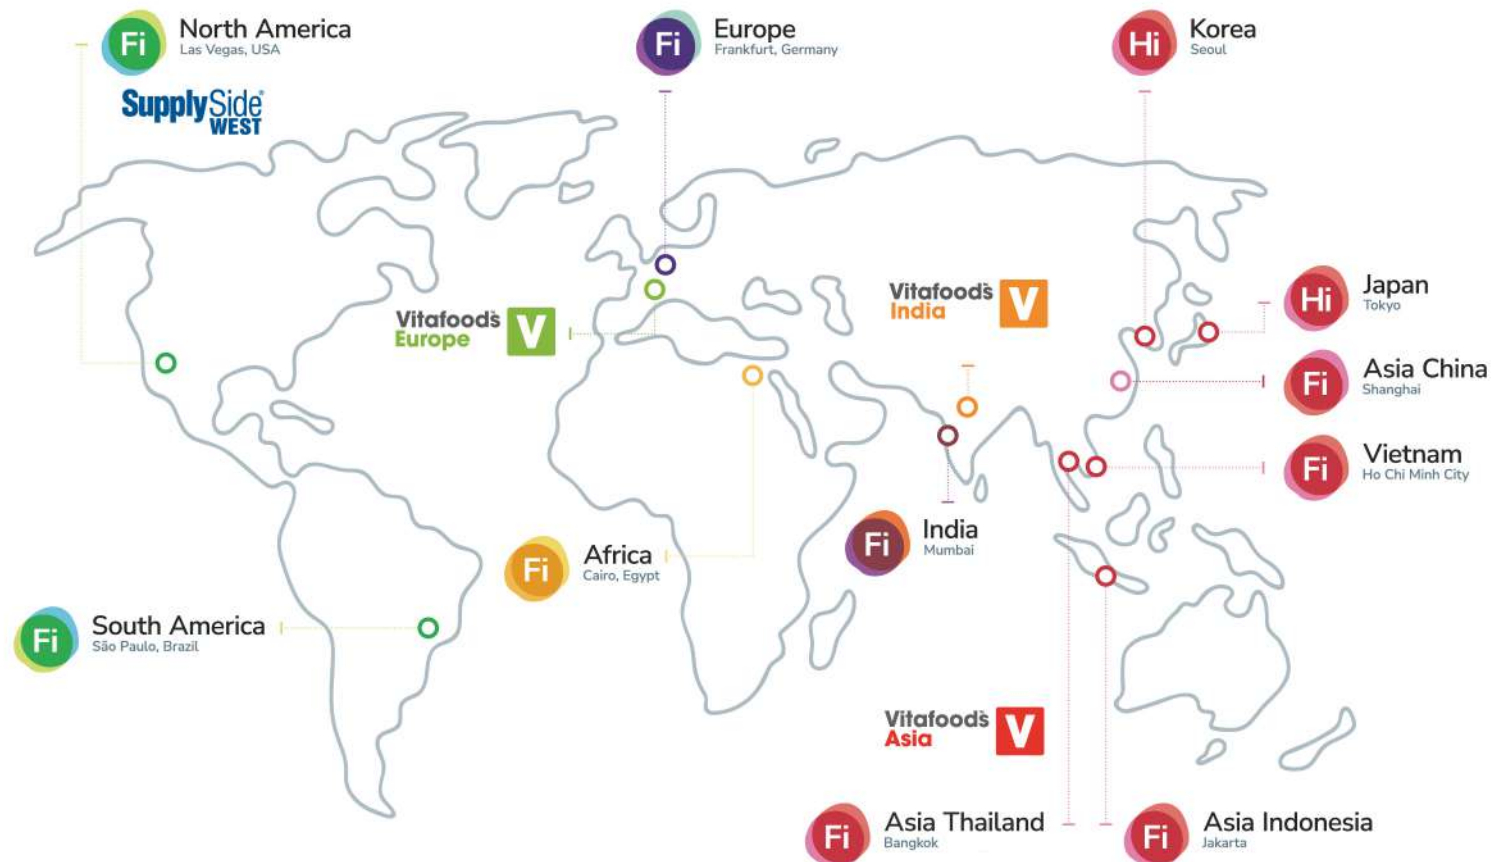 Fi
North America
Las Vegas, USA
SupplySide®
WEST
Fi
Europe
Frankfurt, Germany
Hi
Korea
Seoul
Vitafoods
Europe
V
Vitafoods
India
V
Hi
Japan
Tokyo
Fi
Asia China
Shanghai
Fi
Vietnam
Ho Chi Minh City
Fi
Africa
Cairo, Egypt
Fi
India
Mumbai
Fi
South America
São Paulo, Brazil
Vitafoods
Asia
V
Fi
Asia Thailand
Bangkok
Fi
Asia Indonesia
Jakarta